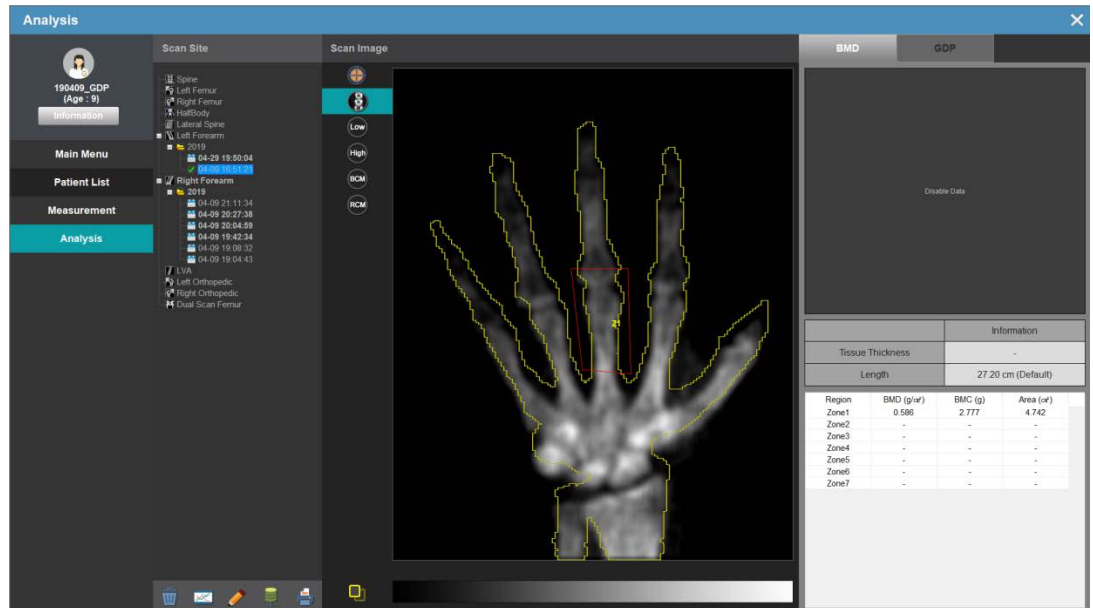 Analysis
190409_GDP
(Age : 9)
Information
Main Menu
Patient List
Measurement
Analysis
Scan Site
Spine
Left Femur
Right Femur
HalfBody
Lateral Spine
Left Forearm
2019
04-29 19:50:04
04-09 16:51:21
Right Forearm
2019
04-09 21:11:34
04-09 20:27:38
04-09 20:04:59
04-09 19:42:34
04-09 19:08:32
04-09 19:04:43
LVA
Left Orthopedic
Right Orthopedic
Dual Scan Femur
Scan Image
Low
High
BCM
RCM
Z1
BMD GDP
Disable Data
Information
Tissue Thickness -
Length 27.20 cm (Default)
Region BMD (g/㎠) BMC (g) Area (㎠)
Zone1 0.586 2.777 4.742
Zone2 - - -
Zone3 - - -
Zone4 - - -
Zone5 - - -
Zone6 - - -
Zone7 - - -